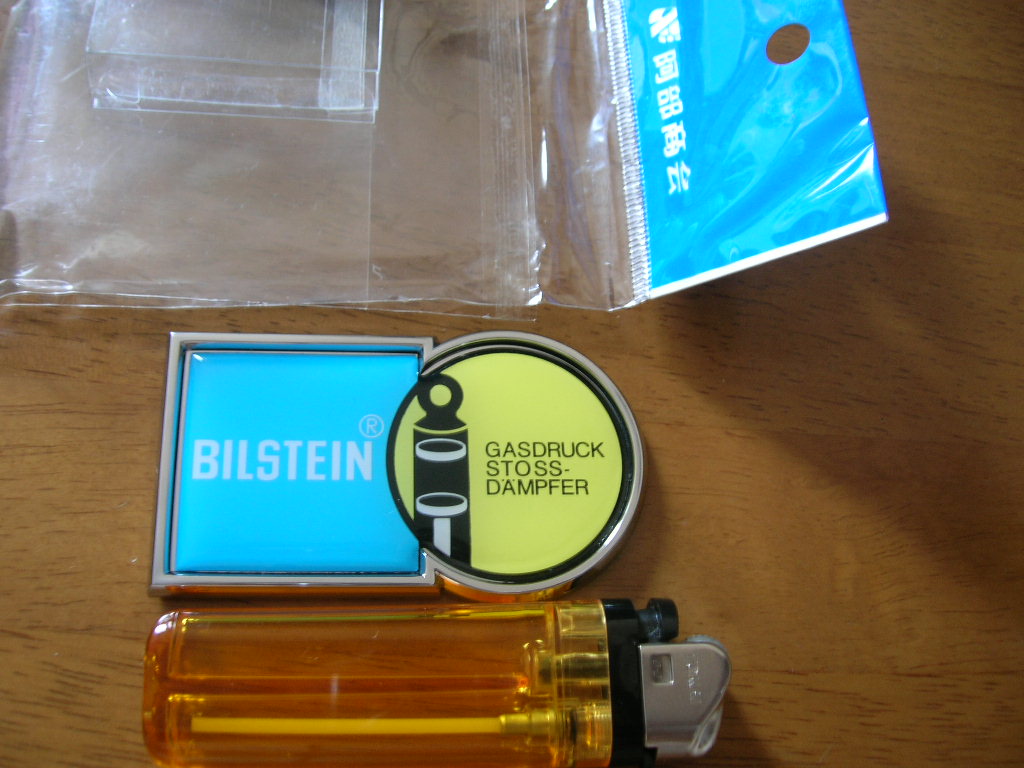 阿部商会
BILSTEIN®
GASDRUCK
STOSS-
DÄMPFER